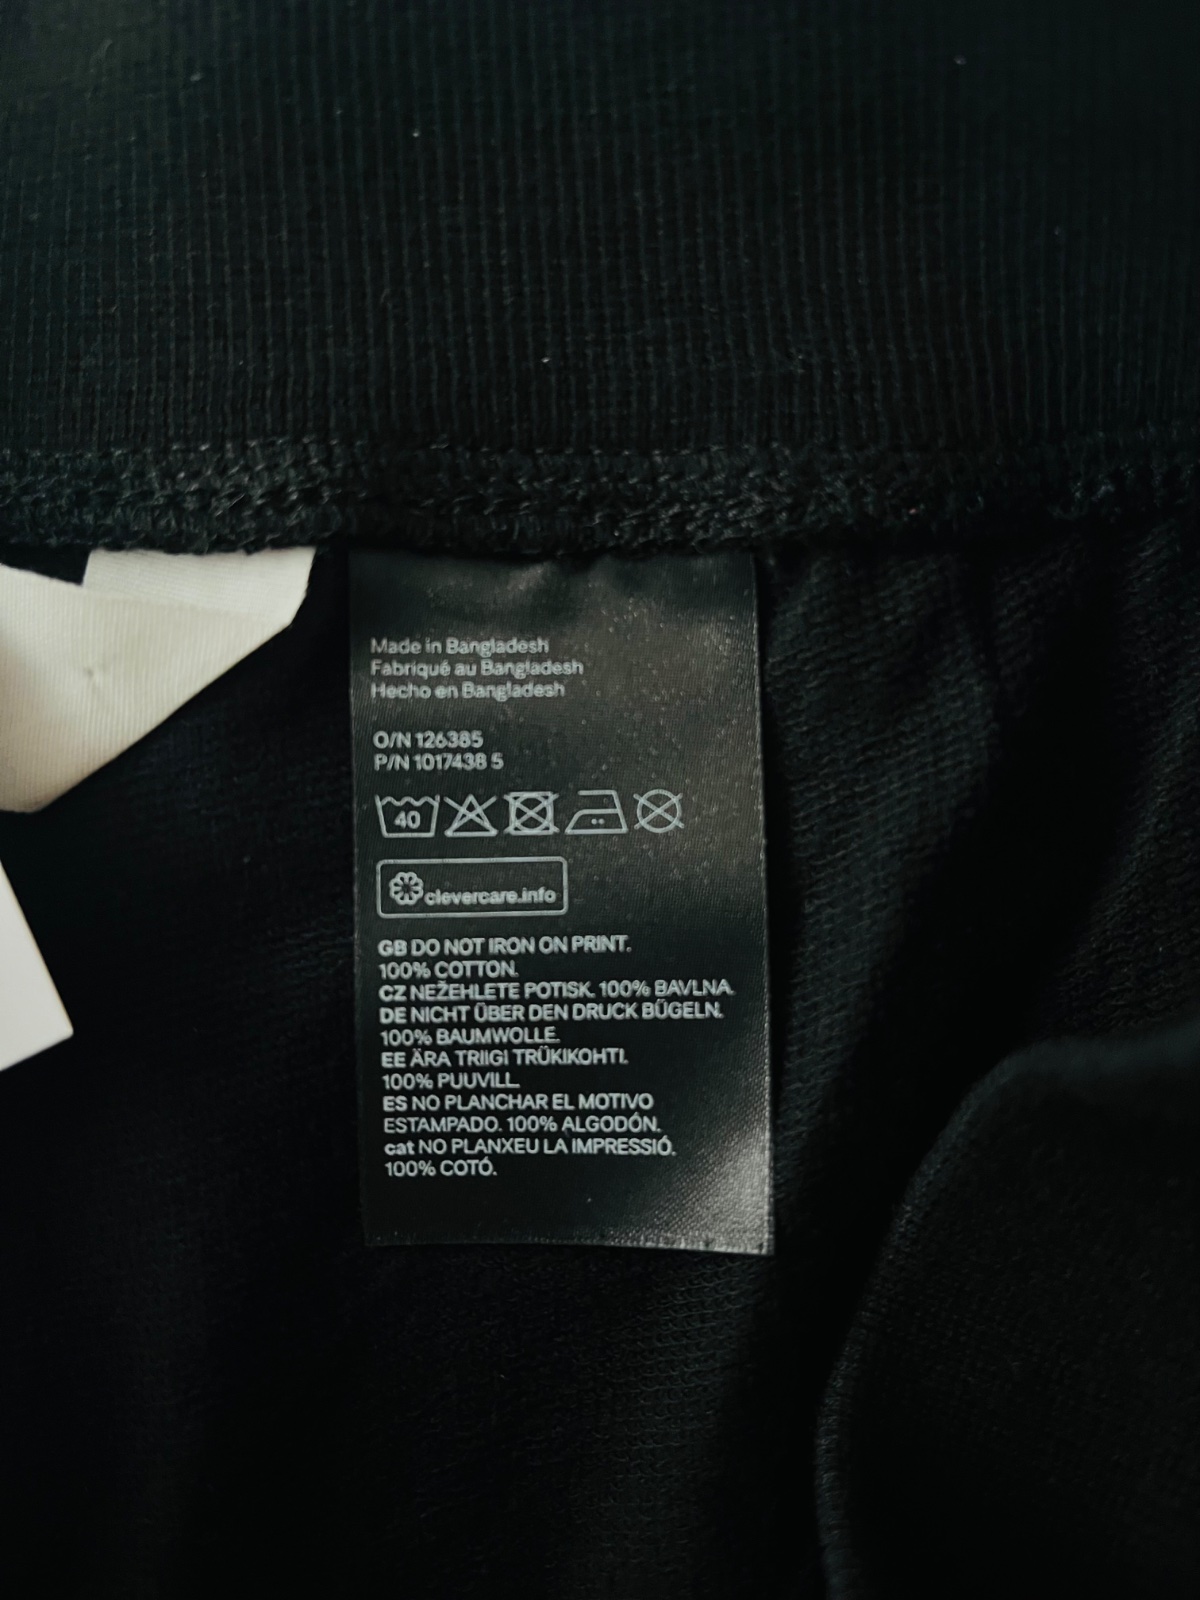 Made in Bangladesh
Fabriqué au Bangladesh
Hecho en Bangladesh
O/N 126385
P/N 1017438 5
40
clevercare.info
GB DO NOT IRON ON PRINT.
100% COTTON.
CZ NEŽEHLETE POTISK. 100% BAVLNA.
DE NICHT ÜBER DEN DRUCK BÜGELN.
100% BAUMWOLLE.
EE ÄRA TRIIGI TRÜKIKOHTI.
100% PUUVILL.
ES NO PLANCHAR EL MOTIVO
ESTAMPADO. 100% ALGODÓN.
cat NO PLANXEU LA IMPRESSIÓ.
100% COTÓ.